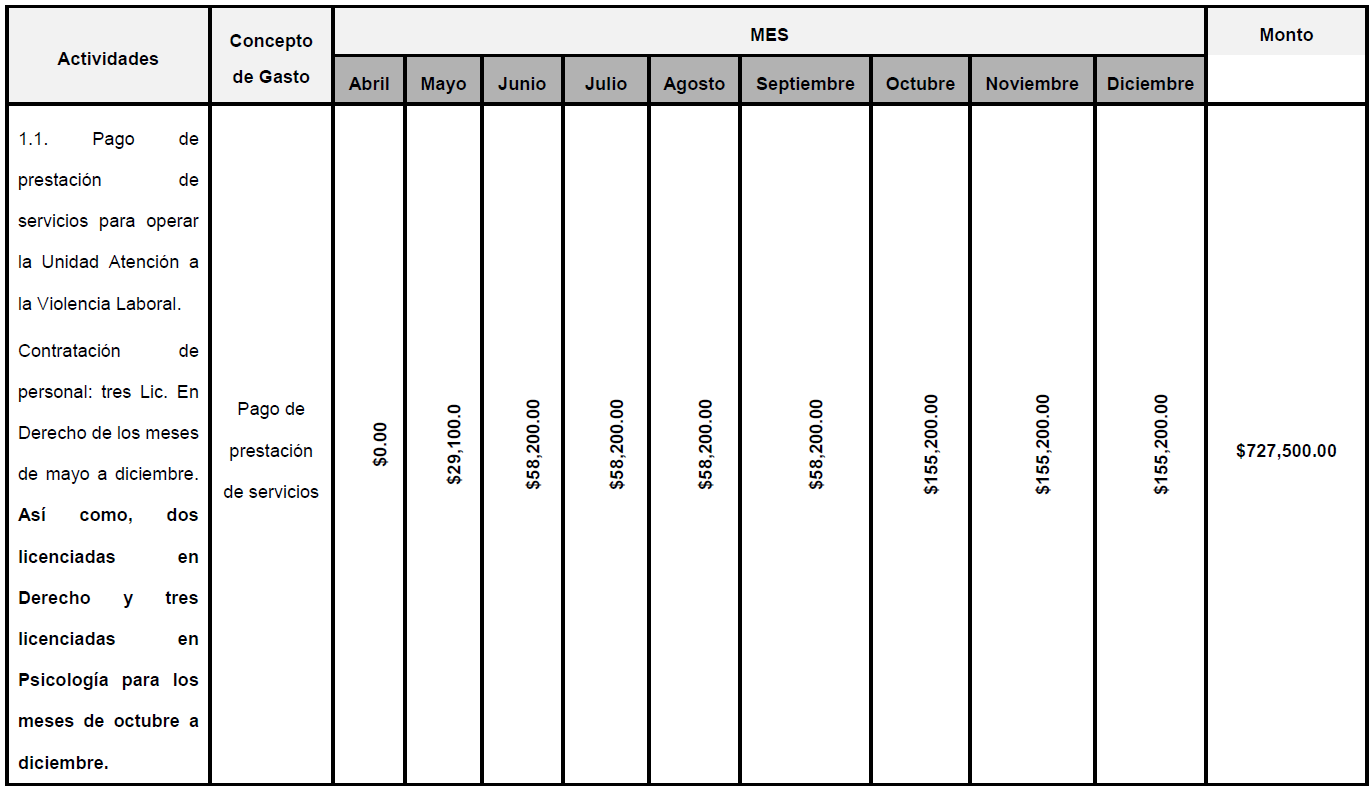 Actividades
Concepto
de Gasto
MES
Monto
Abril
Mayo
Junio
Julio
Agosto
Septiembre
Octubre
Noviembre
Diciembre
1.1. Pago de
prestación de
servicios para operar
la Unidad Atención a
la Violencia Laboral.
Contratación de
personal: tres Lic. En
Derecho de los meses
de mayo a diciembre.
Así como, dos
licenciadas en
Derecho y tres
licenciadas en
Psicología para los
meses de octubre a
diciembre.
Pago de
prestación
de servicios
$0.00
$29,100.0
$58,200.00
$58,200.00
$58,200.00
$58,200.00
$155,200.00
$155,200.00
$155,200.00
$727,500.00